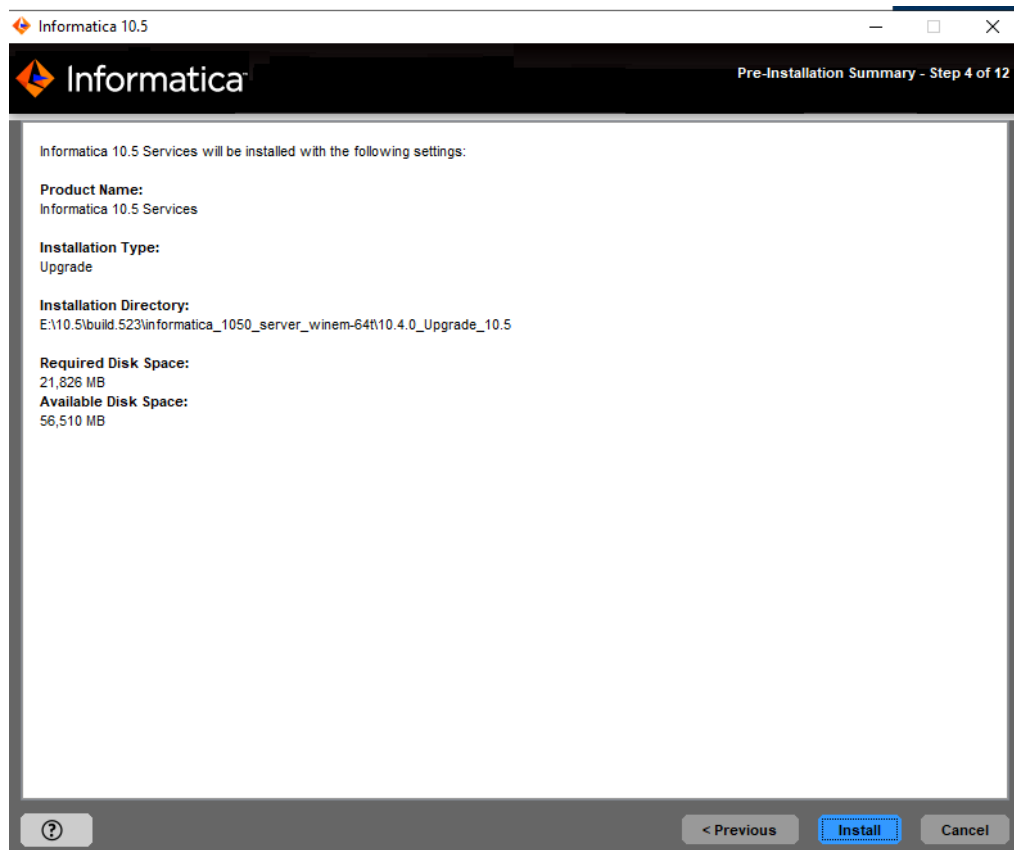 Informatica 10.5
Informatica
Pre-Installation Summary - Step 4 of 12
Informatica 10.5 Services will be installed with the following settings:
Product Name:
Informatica 10.5 Services
Installation Type:
Upgrade
Installation Directory:
E:\10.5\build.523\informatica_1050_server_winem-64t\10.4.0_Upgrade_10.5
Required Disk Space:
21,826 MB
Available Disk Space:
56,510 MB
?
< Previous
Install
Cancel